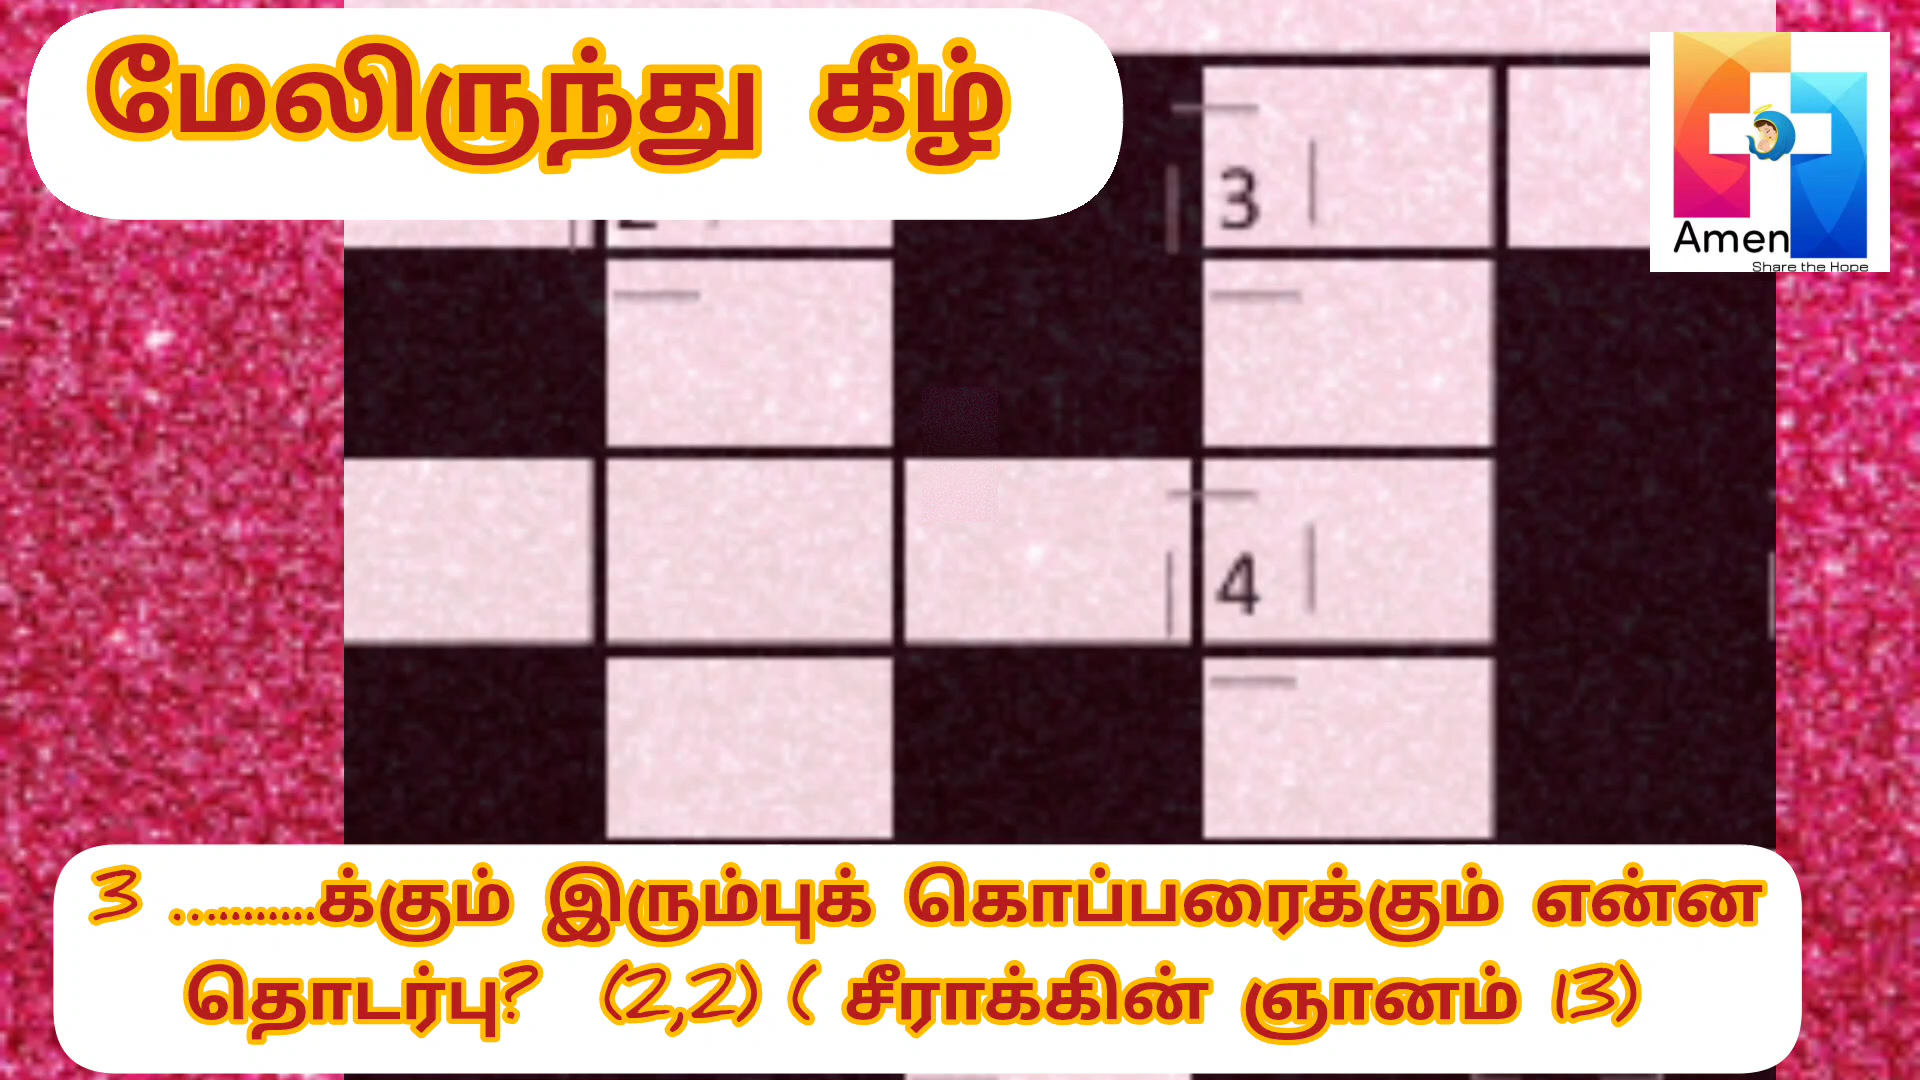 மேலிருந்து கீழ்
3
Amen
Share the Hope
4
3 ...........க்கும் இரும்புக் கொப்பரைக்கும் என்ன
தொடர்பு? (2,2) ( சீராக்கின் ஞானம் 13)